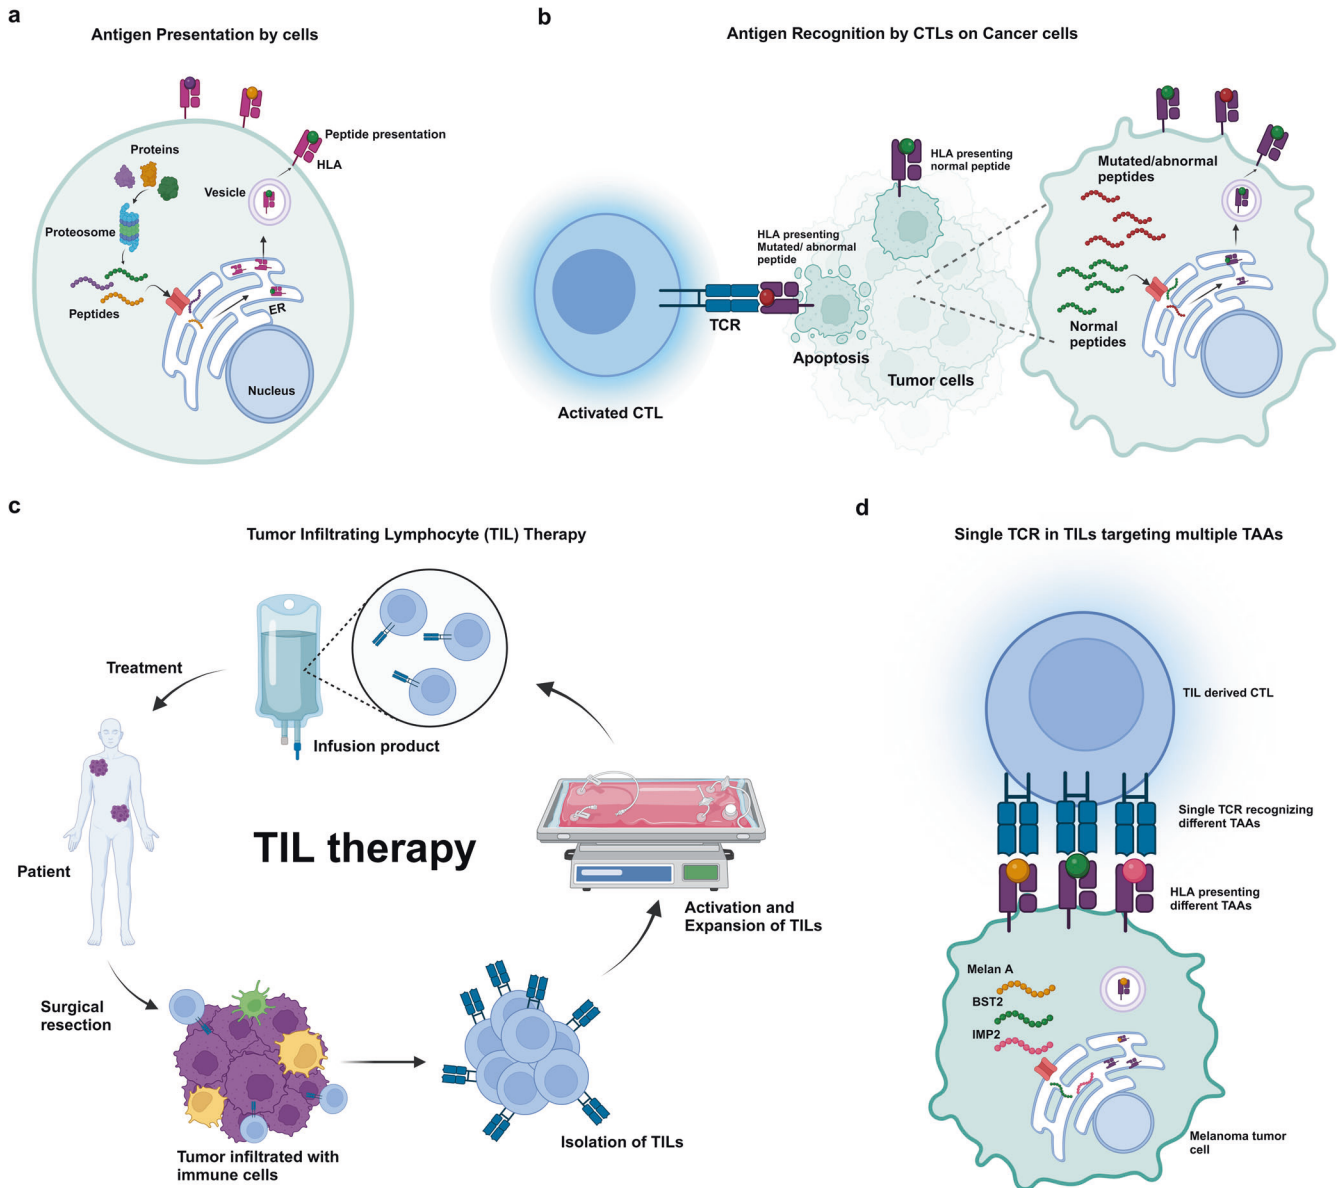 a
Antigen Presentation by cells
Peptide presentation
HLA
Proteins
Vesicle
Proteosome
Peptides
ER
Nucleus
b
Antigen Recognition by CTLs on Cancer cells
HLA presenting
normal peptide
HLA presenting
Mutated/ abnormal
peptide
TCR
Apoptosis
Tumor cells
Activated CTL
Mutated/abnormal
peptides
Normal
peptides
c
Tumor Infiltrating Lymphocyte (TIL) Therapy
Treatment
Infusion product
Patient
TIL therapy
Activation and
Expansion of TILs
Surgical
resection
Isolation of TILs
Tumor infiltrated with
immune cells
d
Single TCR in TILs targeting multiple TAAs
TIL derived CTL
Single TCR recognizing
different TAAs
HLA presenting
different TAAs
Melan A
BST2
IMP2
Melanoma tumor
cell